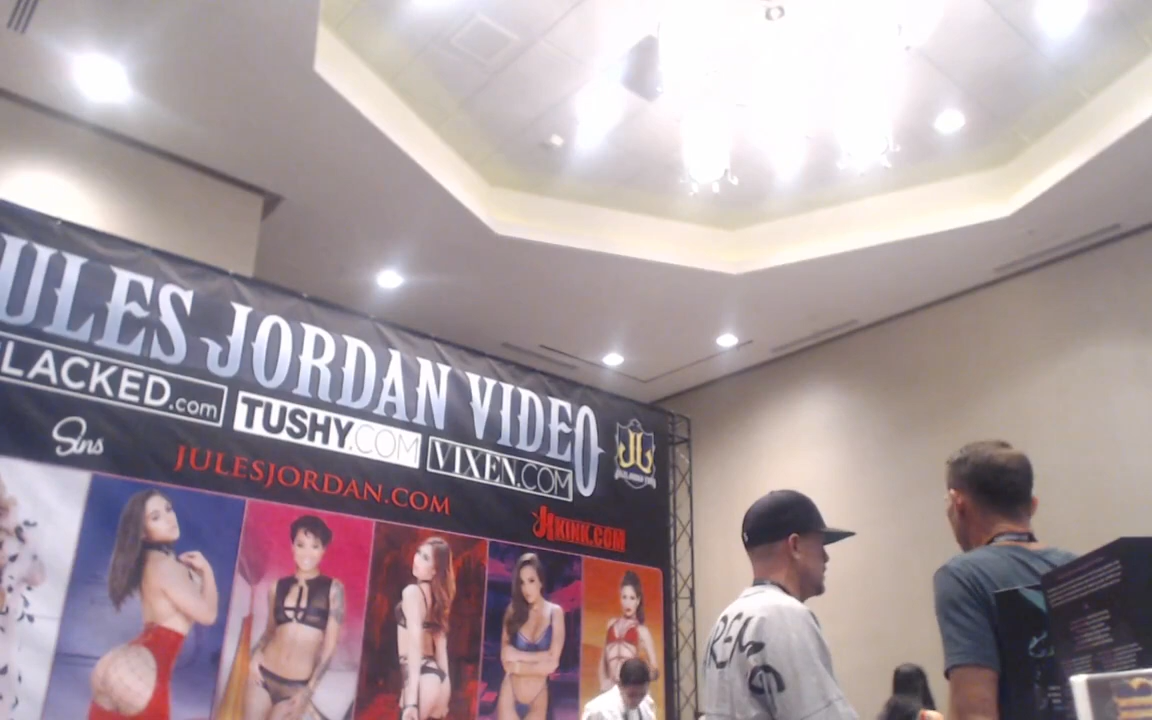 ULES JORDAN VIDEO
LACKED.com
TUSHY.COM
VIXEN.COM
Sins
JULESJORDAN.COM
KINK.COM